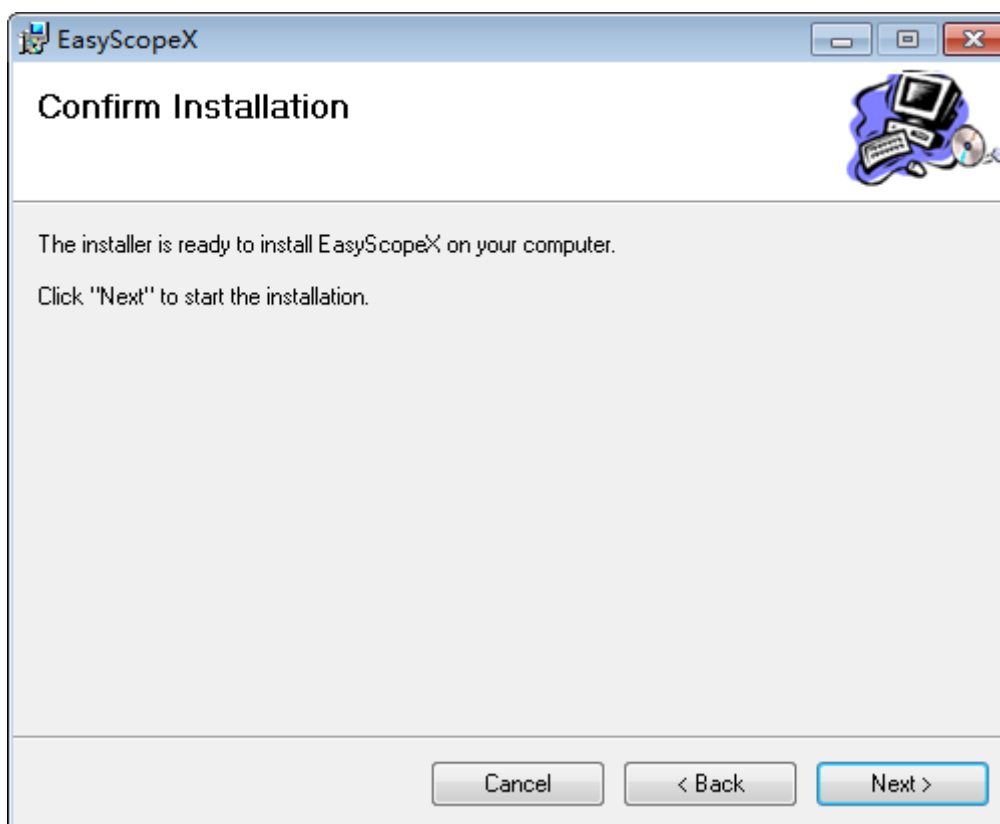 EasyScopeX
Confirm Installation
The installer is ready to install EasyScopeX on your computer.
Click "Next" to start the installation.
Cancel
< Back
Next >